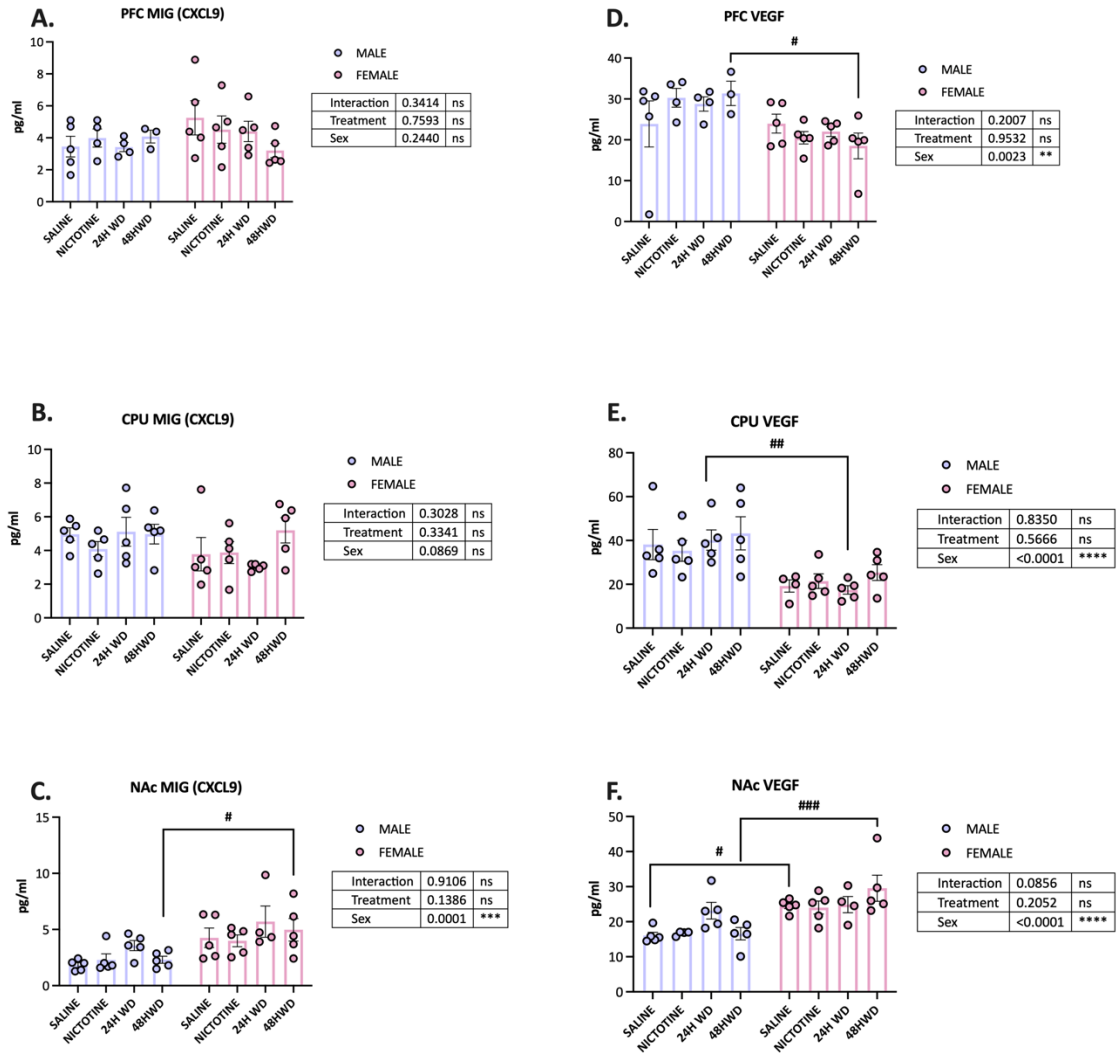 A.
PFC MIG (CXCL9)
10
8
6
4
2
0
pg/ml
SALINE
NICTOTINE
24H WD
48HWD
SALINE
NICTOTINE
24H WD
48HWD
MALE
FEMALE
Interaction 0.3414 ns
Treatment 0.7593 ns
Sex 0.2440 ns
D.
PFC VEGF
#
40
30
20
10
0
pg/ml
SALINE
NICTOTINE
24H WD
48HWD
SALINE
NICTOTINE
24H WD
48HWD
MALE
FEMALE
Interaction 0.2007 ns
Treatment 0.9532 ns
Sex 0.0023 **
B.
CPU MIG (CXCL9)
10
8
6
4
2
0
pg/ml
SALINE
NICTOTINE
24H WD
48HWD
SALINE
NICTOTINE
24H WD
48HWD
MALE
FEMALE
Interaction 0.3028 ns
Treatment 0.3341 ns
Sex 0.0869 ns
E.
CPU VEGF
##
80
60
40
20
0
pg/ml
SALINE
NICTOTINE
24H WD
48HWD
SALINE
NICTOTINE
24H WD
48HWD
MALE
FEMALE
Interaction 0.8350 ns
Treatment 0.5666 ns
Sex <0.0001 ****
C.
NAc MIG (CXCL9)
#
15
10
5
0
pg/ml
SALINE
NICTOTINE
24H WD
48HWD
SALINE
NICTOTINE
24H WD
48HWD
MALE
FEMALE
Interaction 0.9106 ns
Treatment 0.1386 ns
Sex 0.0001 ***
F.
NAc VEGF
###
#
50
40
30
20
10
0
pg/ml
SALINE
NICTOTINE
24H WD
48HWD
SALINE
NICTOTINE
24H WD
48HWD
MALE
FEMALE
Interaction 0.0856 ns
Treatment 0.2052 ns
Sex <0.0001 ****